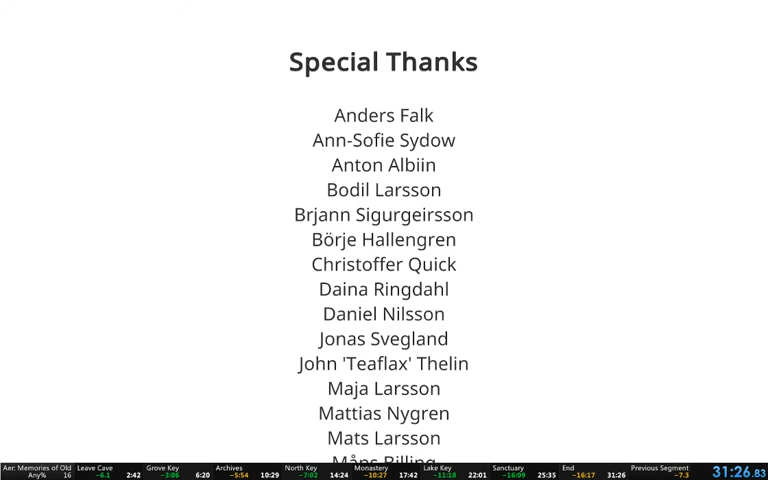 Special Thanks
Anders Falk
Ann-Sofie Sydow
Anton Albiin
Bodil Larsson
Brjann Sigurgeirsson
Börje Hallengren
Christoffer Quick
Daina Ringdahl
Daniel Nilsson
Jonas Svegland
John 'Teaflax' Thelin
Maja Larsson
Mattias Nygren
Mats Larsson
Måns Billing
Aer: Memories of Old Leave Cave Grove Key Archives North Key Monastery Lake Key Sanctuary End Previous Segment
Any% 16 −6.1 2:42 −3:06 6:20 −5:54 10:29 −7:02 14:24 −10:27 17:42 −11:18 22:01 −16:09 25:35 −16:17 31:26 −7.3
31:26.83